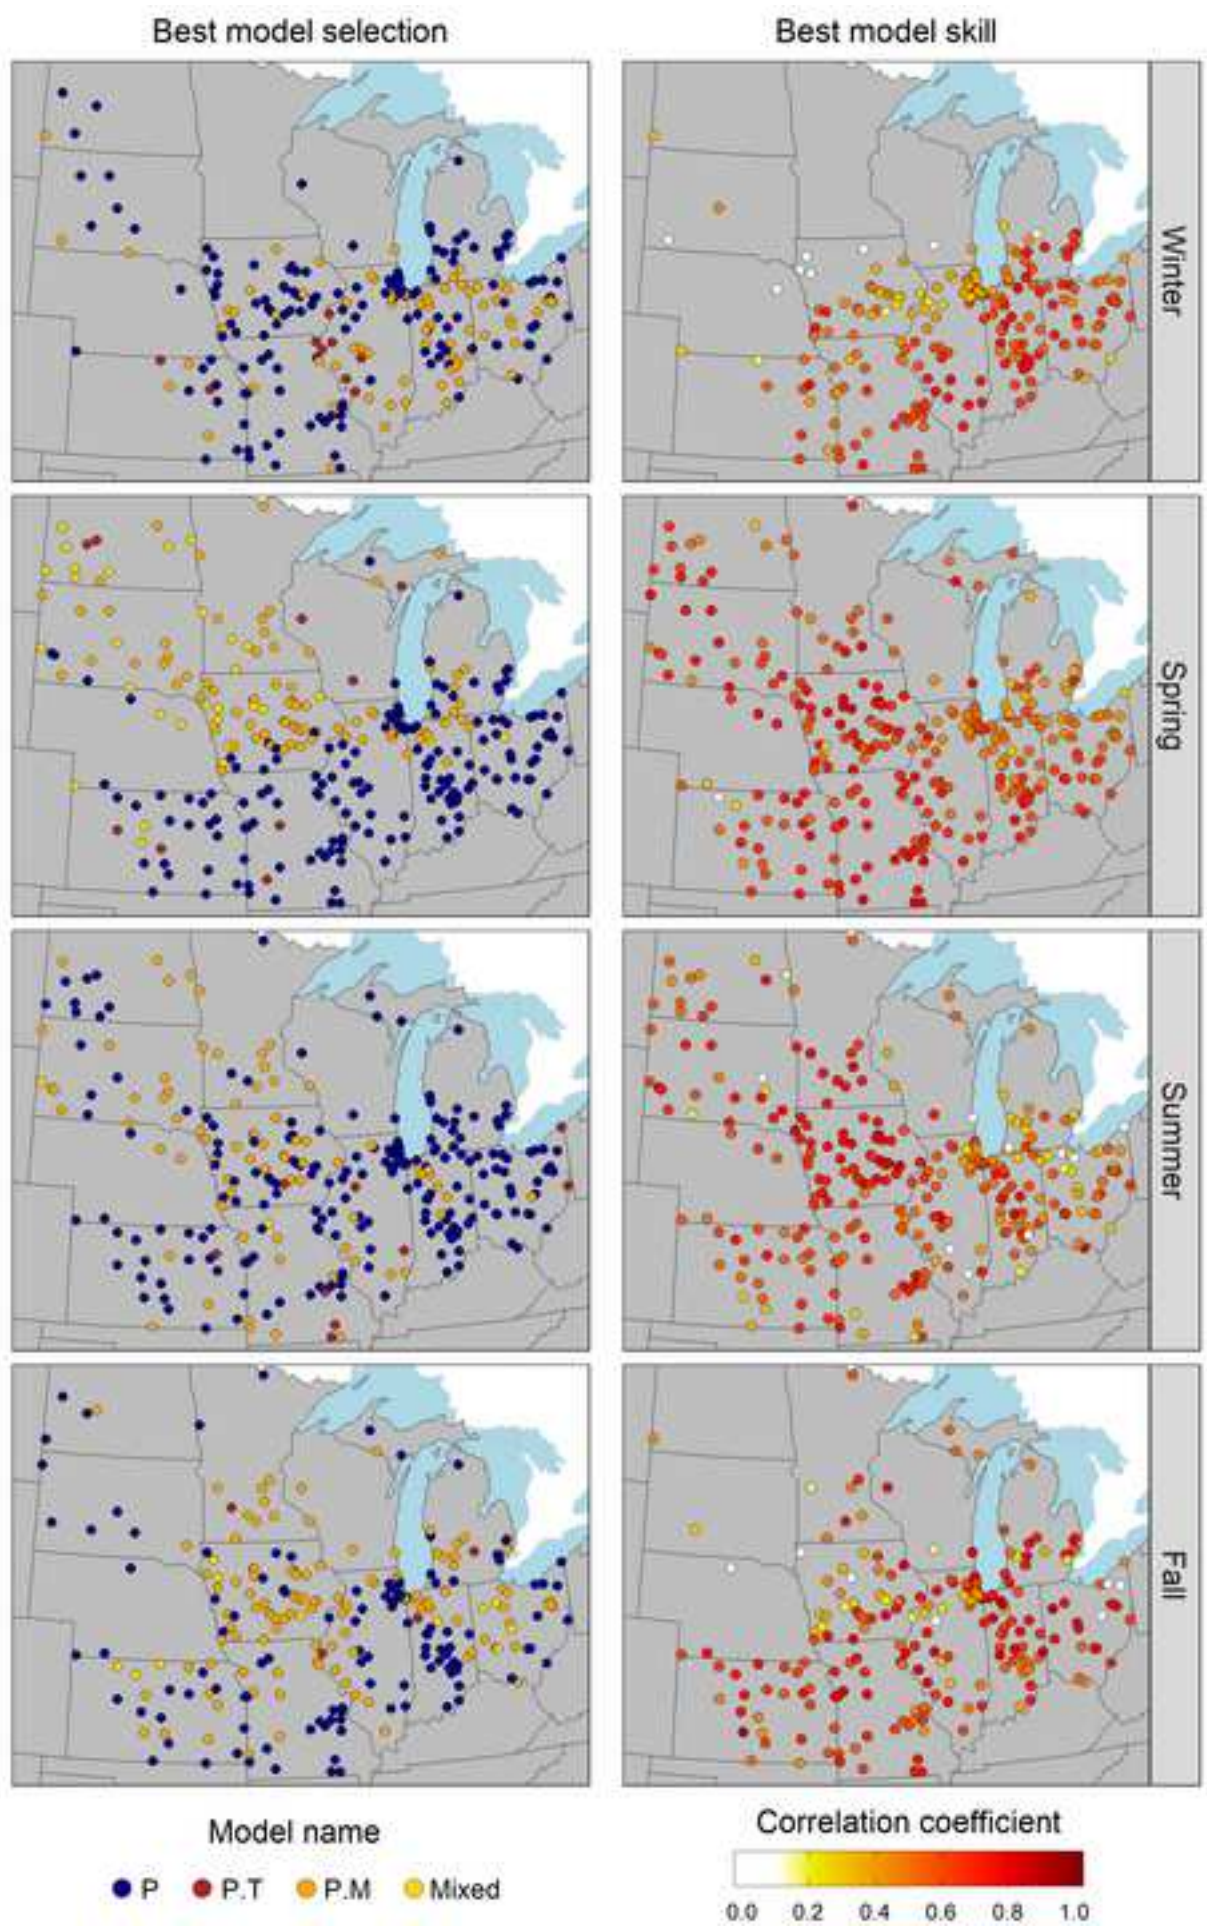 Best model selection
Best model skill
Winter
Spring
Summer
Fall
Model name
P
P.T
P.M
Mixed
Correlation coefficient
0.0 0.2 0.4 0.6 0.8 1.0